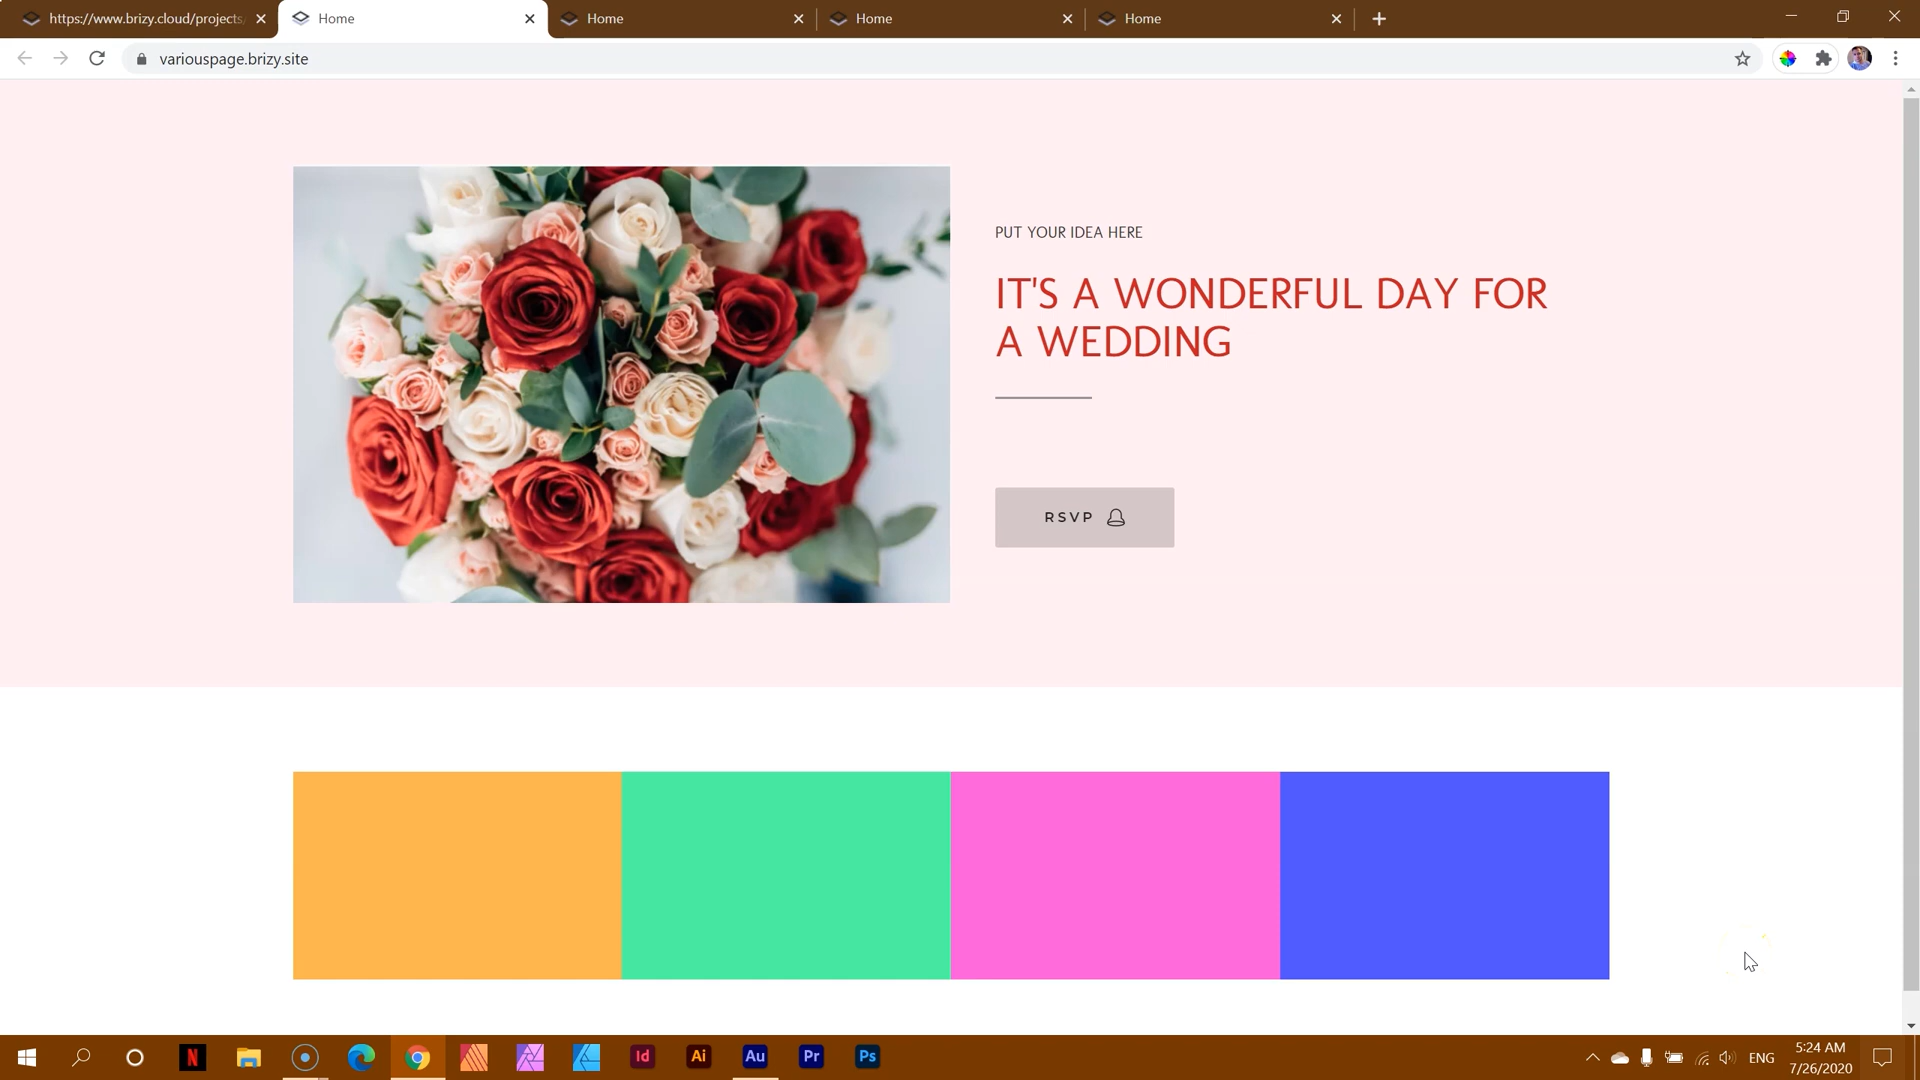 https://www.brizy.cloud/projects
Home
Home
Home
Home
variouspage.brizy.site
PUT YOUR IDEA HERE
IT'S A WONDERFUL DAY FOR
A WEDDING
RSVP
N
Id
Ai
Au
Pr
Ps
ENG
5:24 AM
7/26/2020